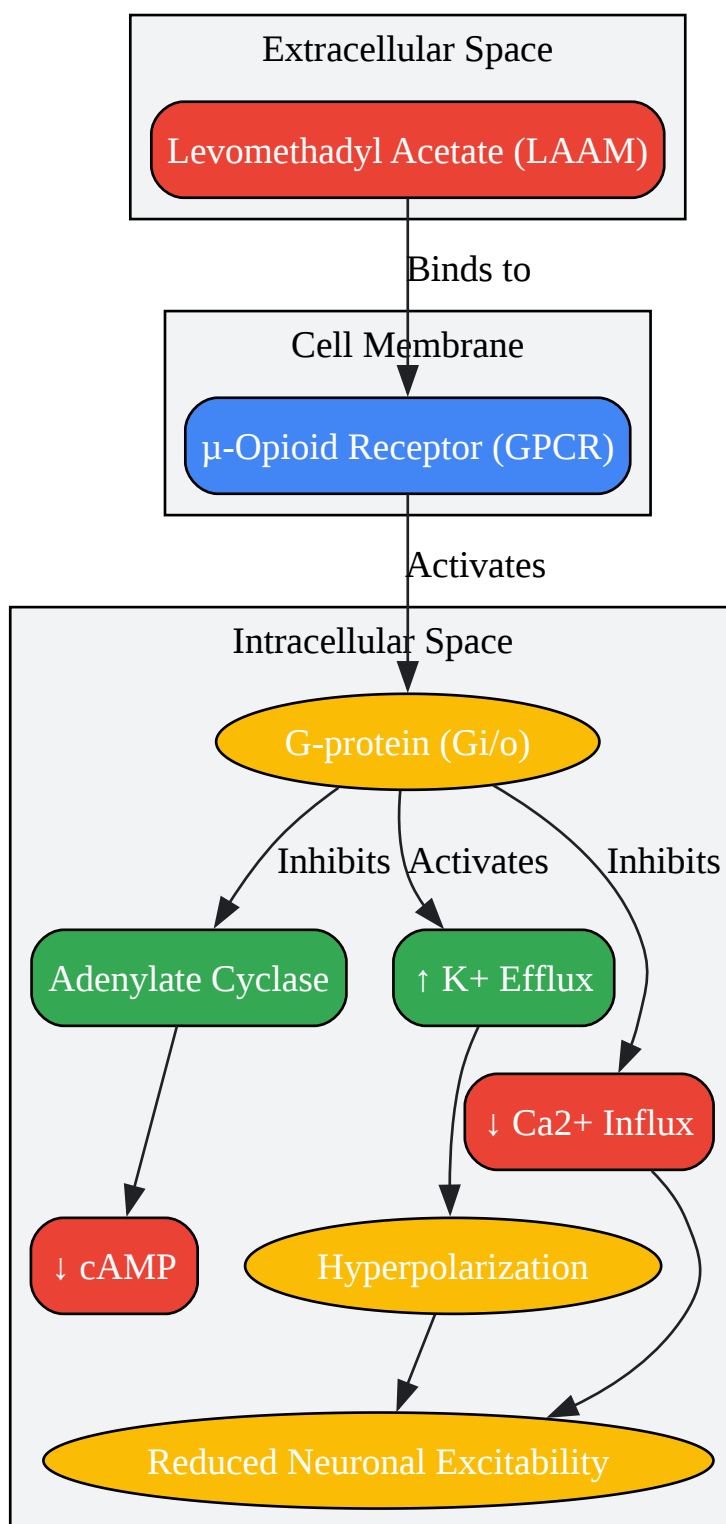 Extracellular Space
Levomethadyl Acetate (LAAM)
Binds to
Cell Membrane
µ-Opioid Receptor (GPCR)
Activates
Intracellular Space
G-protein (Gi/o)
Inhibits
Activates
Inhibits
Adenylate Cyclase
↑ K+ Efflux
↓ Ca2+ Influx
↓ cAMP
Hyperpolarization
Reduced Neuronal Excitability